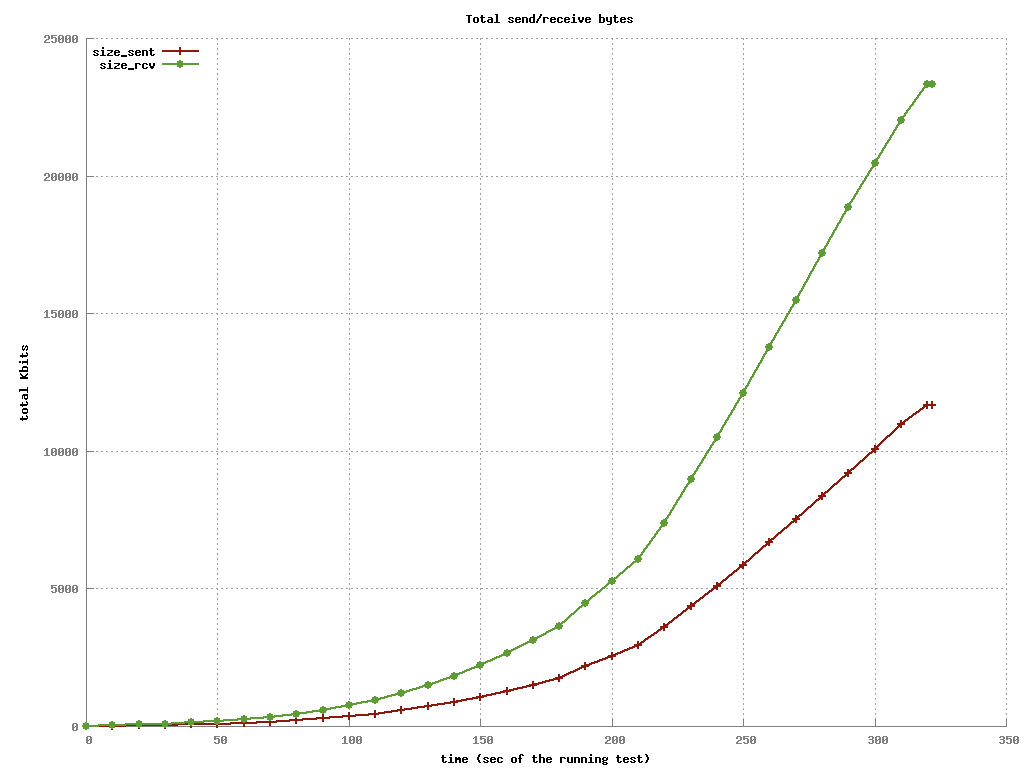 Total send/receive bytes
size_sent
size_rcv
25000
20000
15000
10000
5000
0
total Kbits
0 50 100 150 200 250 300 350
time (sec of the running test)